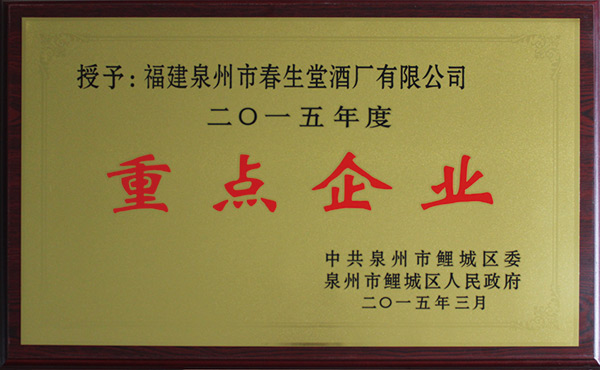 授予:福建泉州市春生堂酒厂有限公司
二〇一五年度
重点企业
中共泉州市鲤城区委
泉州市鲤城区人民政府
二〇一五年三月